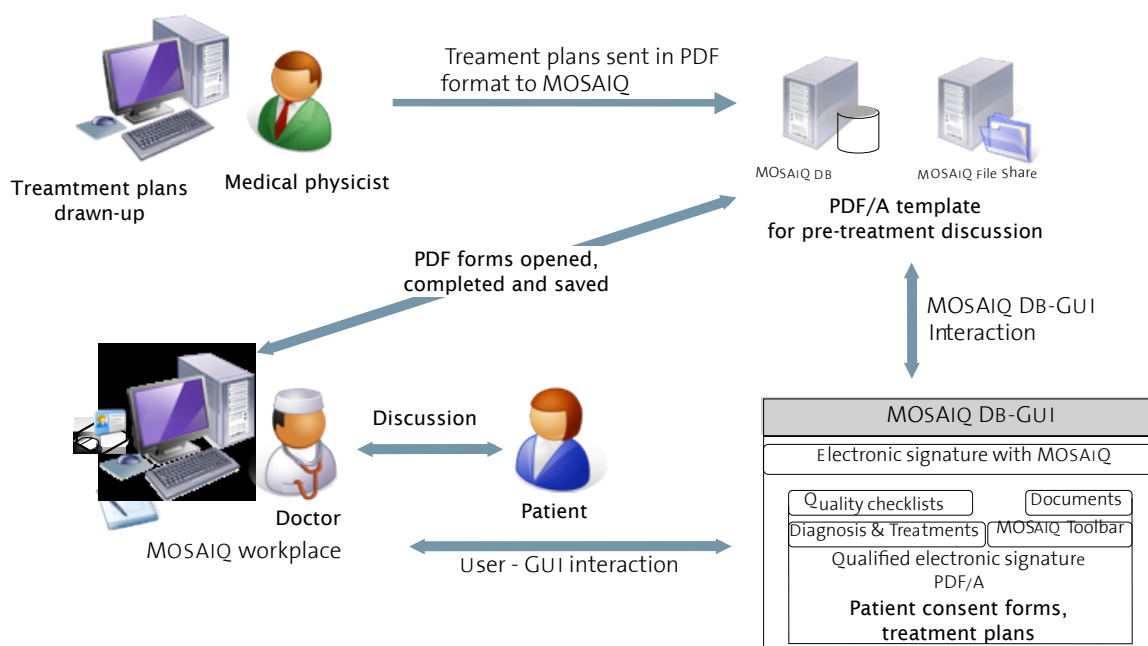 Treament plans sent in PDF
format to MOSAIQ
Treamtment plans
drawn-up
Medical physicist
MOSAIQ DB
MOSAIQ File Share
PDF/A template
for pre-treatment discussion
PDF forms opened,
completed and saved
MOSAIQ DB-GUI
Interaction
Discussion
Doctor
Patient
MOSAIQ workplace
User - GUI interaction
MOSAIQ DB-GUI
Electronic signature with MOSAIQ
Quality checklists
Documents
Diagnosis & Treatments
MOSAIQ Toolbar
Qualified electronic signature
PDF/A
Patient consent forms,
treatment plans